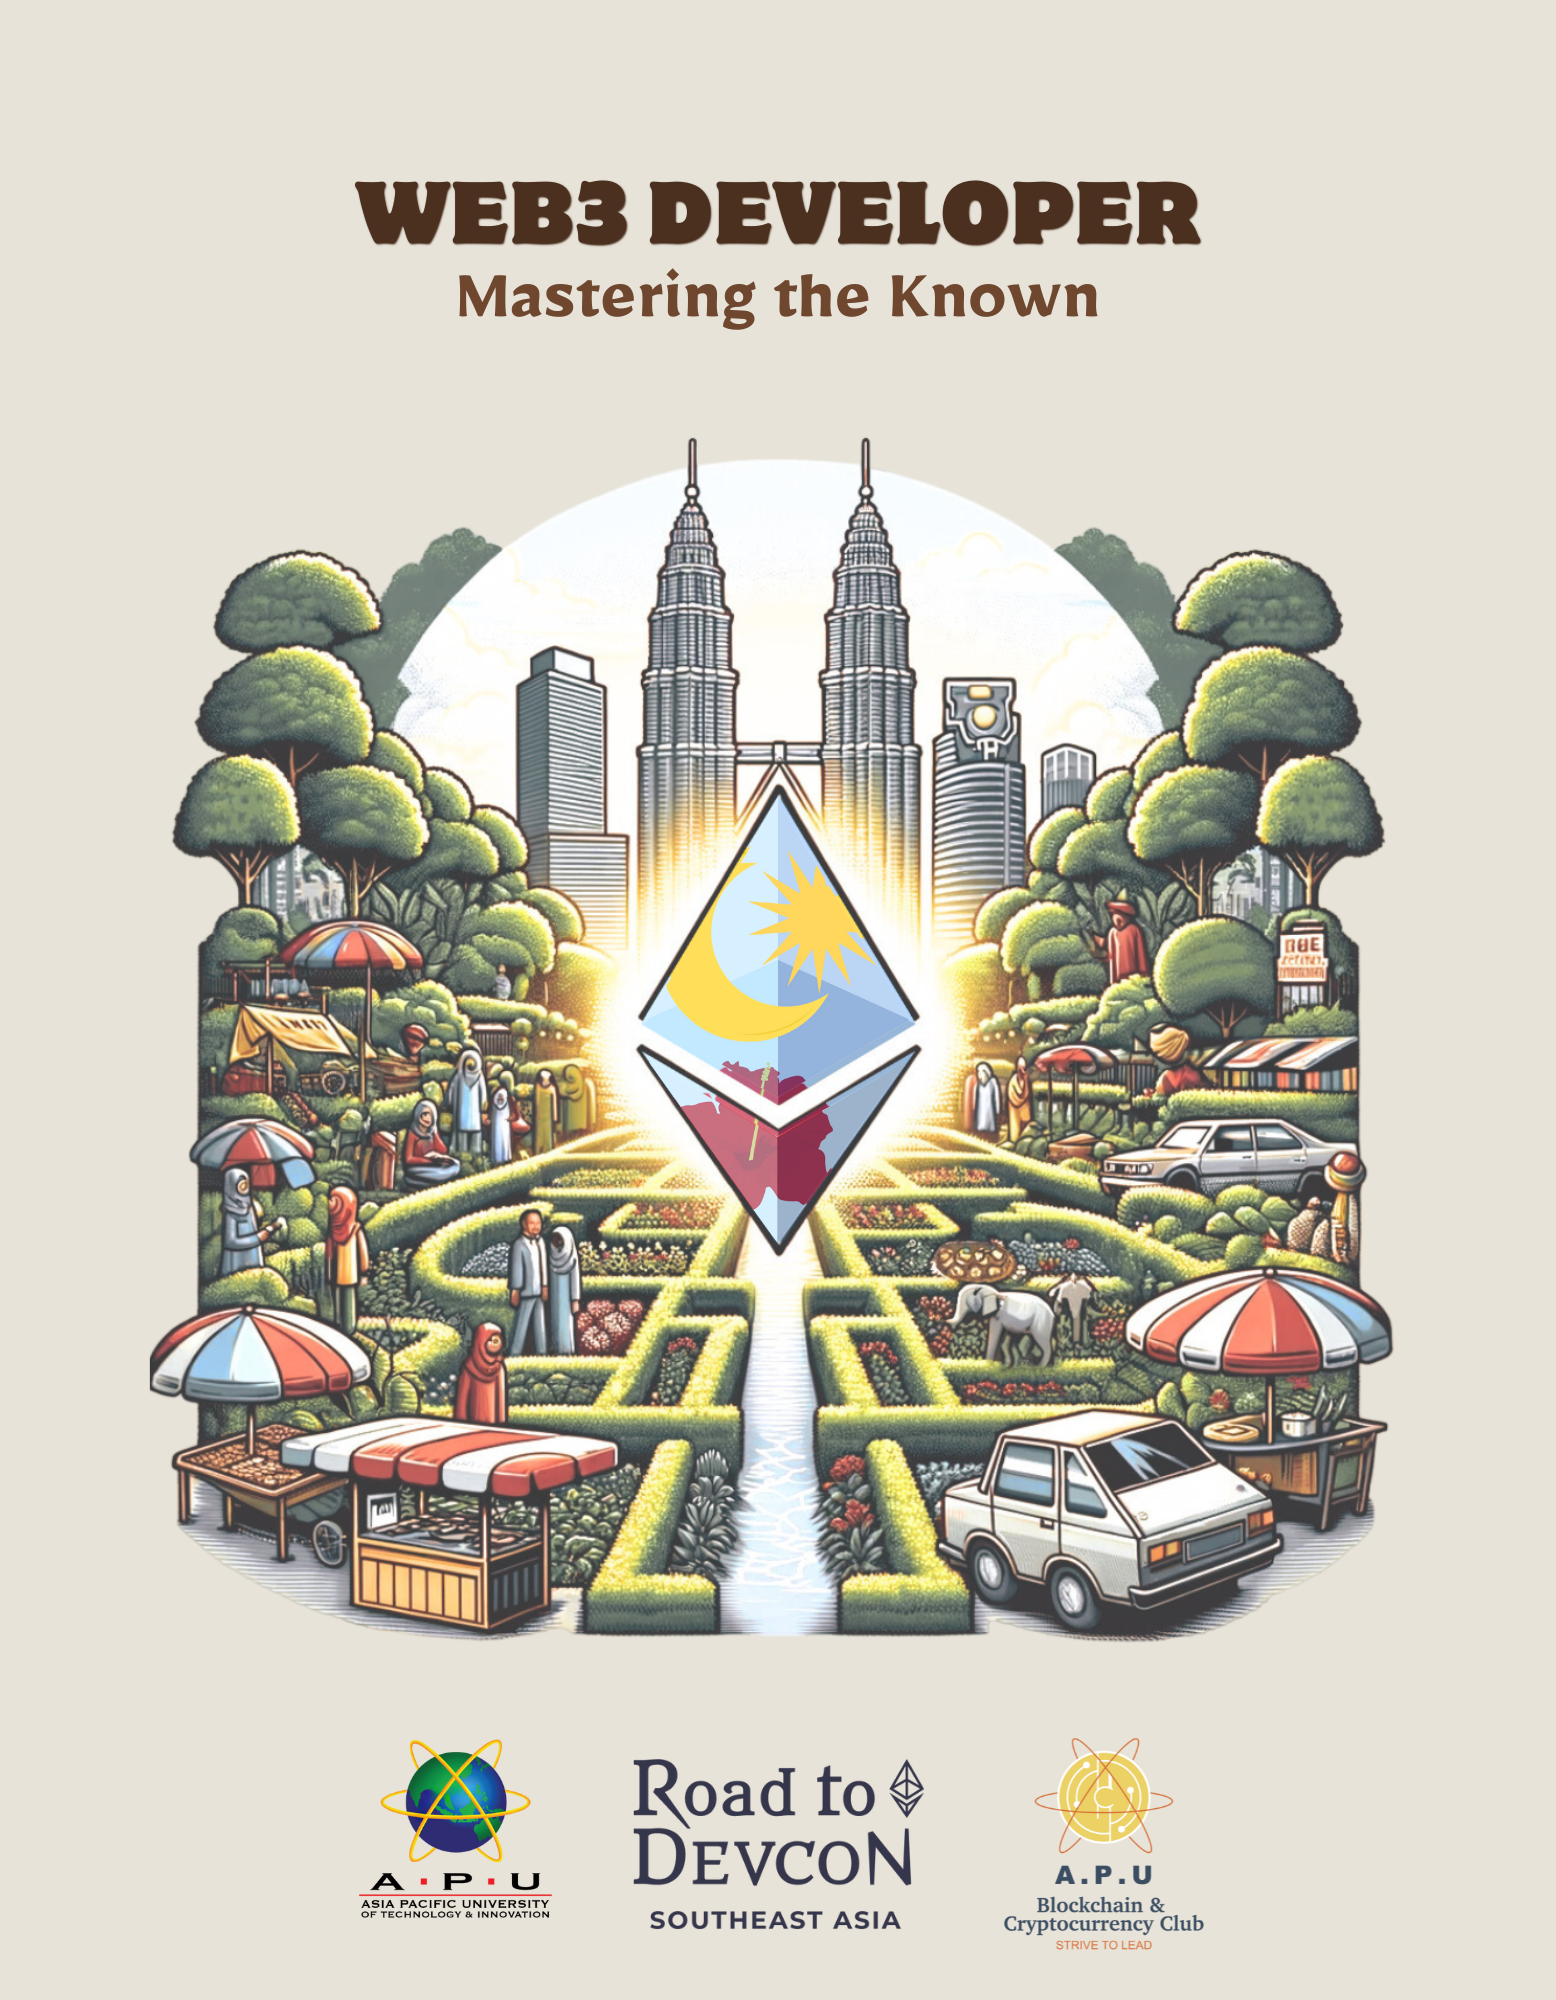 WEB3 DEVELOPER
Mastering the Known
Road to
DEVCON
SOUTHEAST ASIA
A·P·U
ASIA PACIFIC UNIVERSITY
OF TECHNOLOGY & INNOVATION
A.P.U
Blockchain &
Cryptocurrency Club
STRIVE TO LEAD